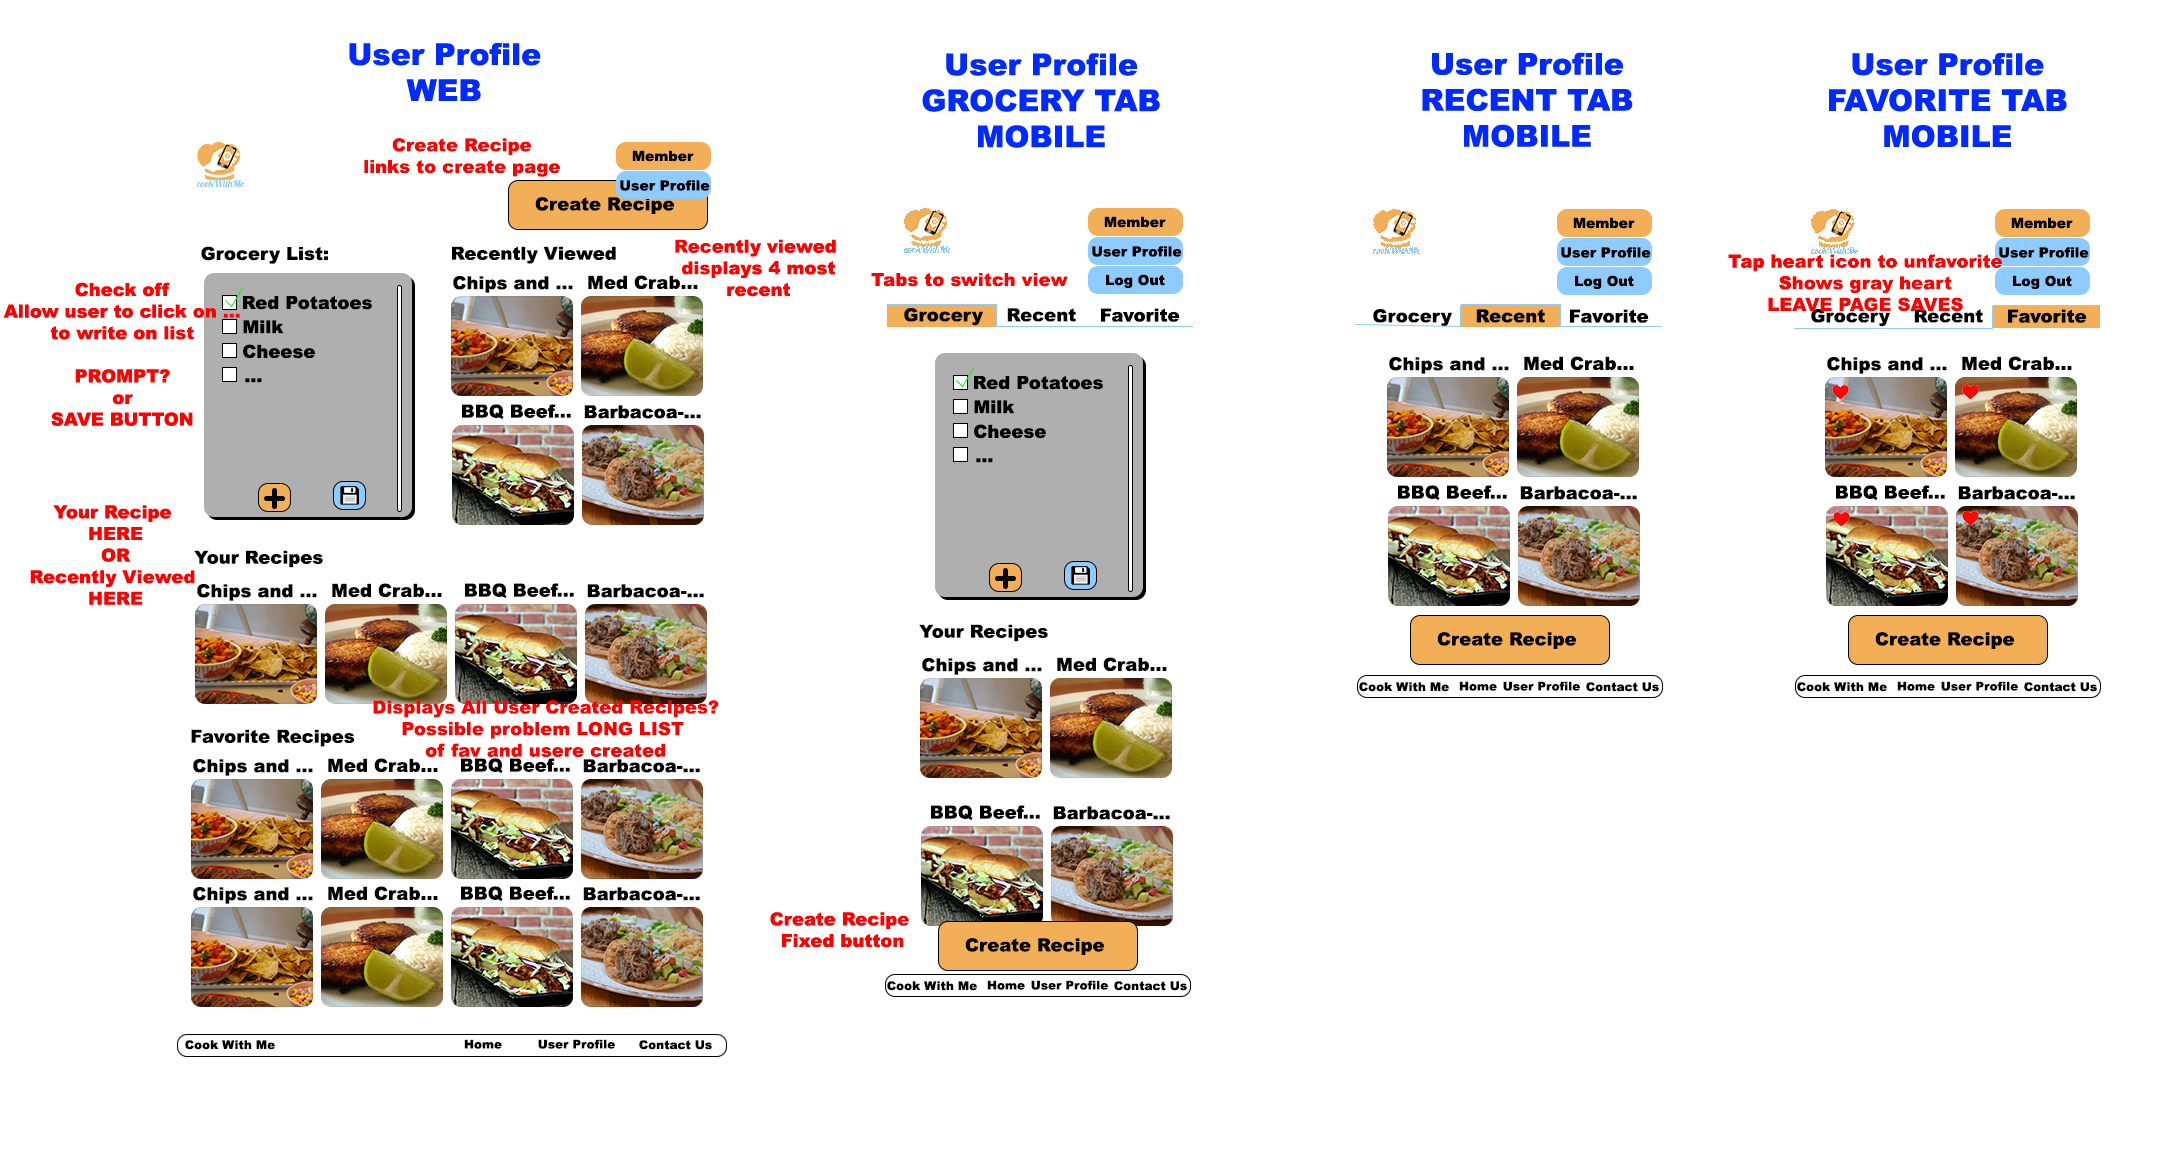 User Profile
WEB
cookWithMe
Create Recipe
links to create page
Member
User Profile
Create Recipe
Grocery List:
Check off
Allow user to click on ...
to write on list
PROMPT?
or
SAVE BUTTON
Red Potatoes
Milk
Cheese
...
Recently Viewed
Recently viewed
displays 4 most
recent
Chips and ...
Med Crab...
BBQ Beef...
Barbacoa-...
Your Recipe
HERE
OR
Recently Viewed
HERE
Your Recipes
Chips and ...
Med Crab...
BBQ Beef...
Barbacoa-...
Displays All User Created Recipes?
Possible problem LONG LIST
of fav and usere created
Favorite Recipes
Chips and ...
Med Crab...
BBQ Beef...
Barbacoa-...
Chips and ...
Med Crab...
BBQ Beef...
Barbacoa-...
Cook With Me
Home
User Profile
Contact Us
User Profile
GROCERY TAB
MOBILE
cookWithMe
Member
User Profile
Log Out
Tabs to switch view
Grocery
Recent
Favorite
Red Potatoes
Milk
Cheese
...
Your Recipes
Chips and ...
Med Crab...
BBQ Beef...
Barbacoa-...
Create Recipe
Fixed button
Create Recipe
Cook With Me
Home
User Profile
Contact Us
User Profile
RECENT TAB
MOBILE
cookWithMe
Member
User Profile
Log Out
Grocery
Recent
Favorite
Chips and ...
Med Crab...
BBQ Beef...
Barbacoa-...
Create Recipe
Cook With Me
Home
User Profile
Contact Us
User Profile
FAVORITE TAB
MOBILE
cookWithMe
Member
User Profile
Log Out
Tap heart icon to unfavorite
Shows gray heart
LEAVE PAGE SAVES
Grocery
Recent
Favorite
Chips and ...
Med Crab...
BBQ Beef...
Barbacoa-...
Create Recipe
Cook With Me
Home
User Profile
Contact Us